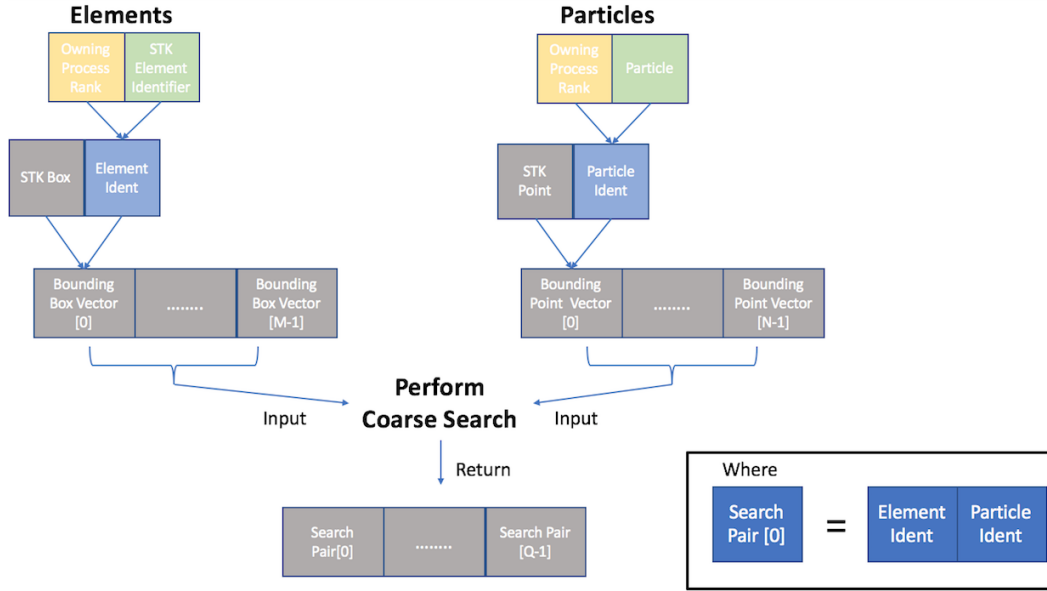 Elements
Particles
Owning
Process
Rank
STK
Element
Identifier
Owning
Process
Rank
Particle
STK Box
Element
Ident
STK
Point
Particle
Ident
Bounding
Box Vector
[0]
........
Bounding
Box Vector
[M-1]
Bounding
Point Vector
[0]
........
Bounding
Point Vector
[N-1]
Perform
Coarse Search
Input
Input
Return
Search
Pair[0]
........
Search Pair
[Q-1]
Where
Search
Pair [0]
=
Element
Ident
Particle
Ident